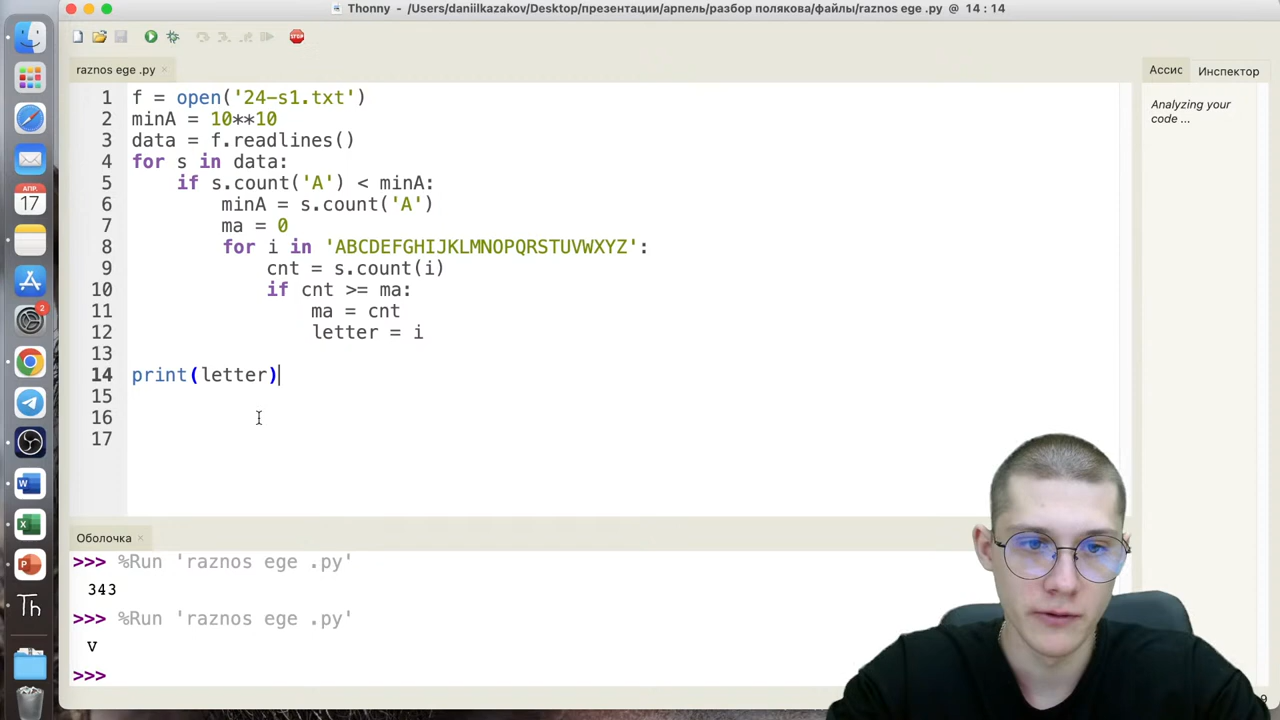 Thonny - /Users/daniilkazakov/Desktop/презентации/арпель/разбор полякова/файлы/raznos ege .py @ 14 : 14
raznos ege .py ×
Ассис
Инспектор
Analyzing your
code ...
1 f = open('24-s1.txt')
2 minA = 10**10
3 data = f.readlines()
4 for s in data:
5 if s.count('A') < minA:
6 minA = s.count('A')
7 ma = 0
8 for i in 'ABCDEFGHIJKLMNOPQRSTUVWXYZ':
9 cnt = s.count(i)
10 if cnt >= ma:
11 ma = cnt
12 letter = i
13
14 print(letter)
15
16
17
Оболочка ×
>>> %Run 'raznos ege .py'
343
>>> %Run 'raznos ege .py'
V
>>>
STOP
АПР.
17
2
W
X
P
Th